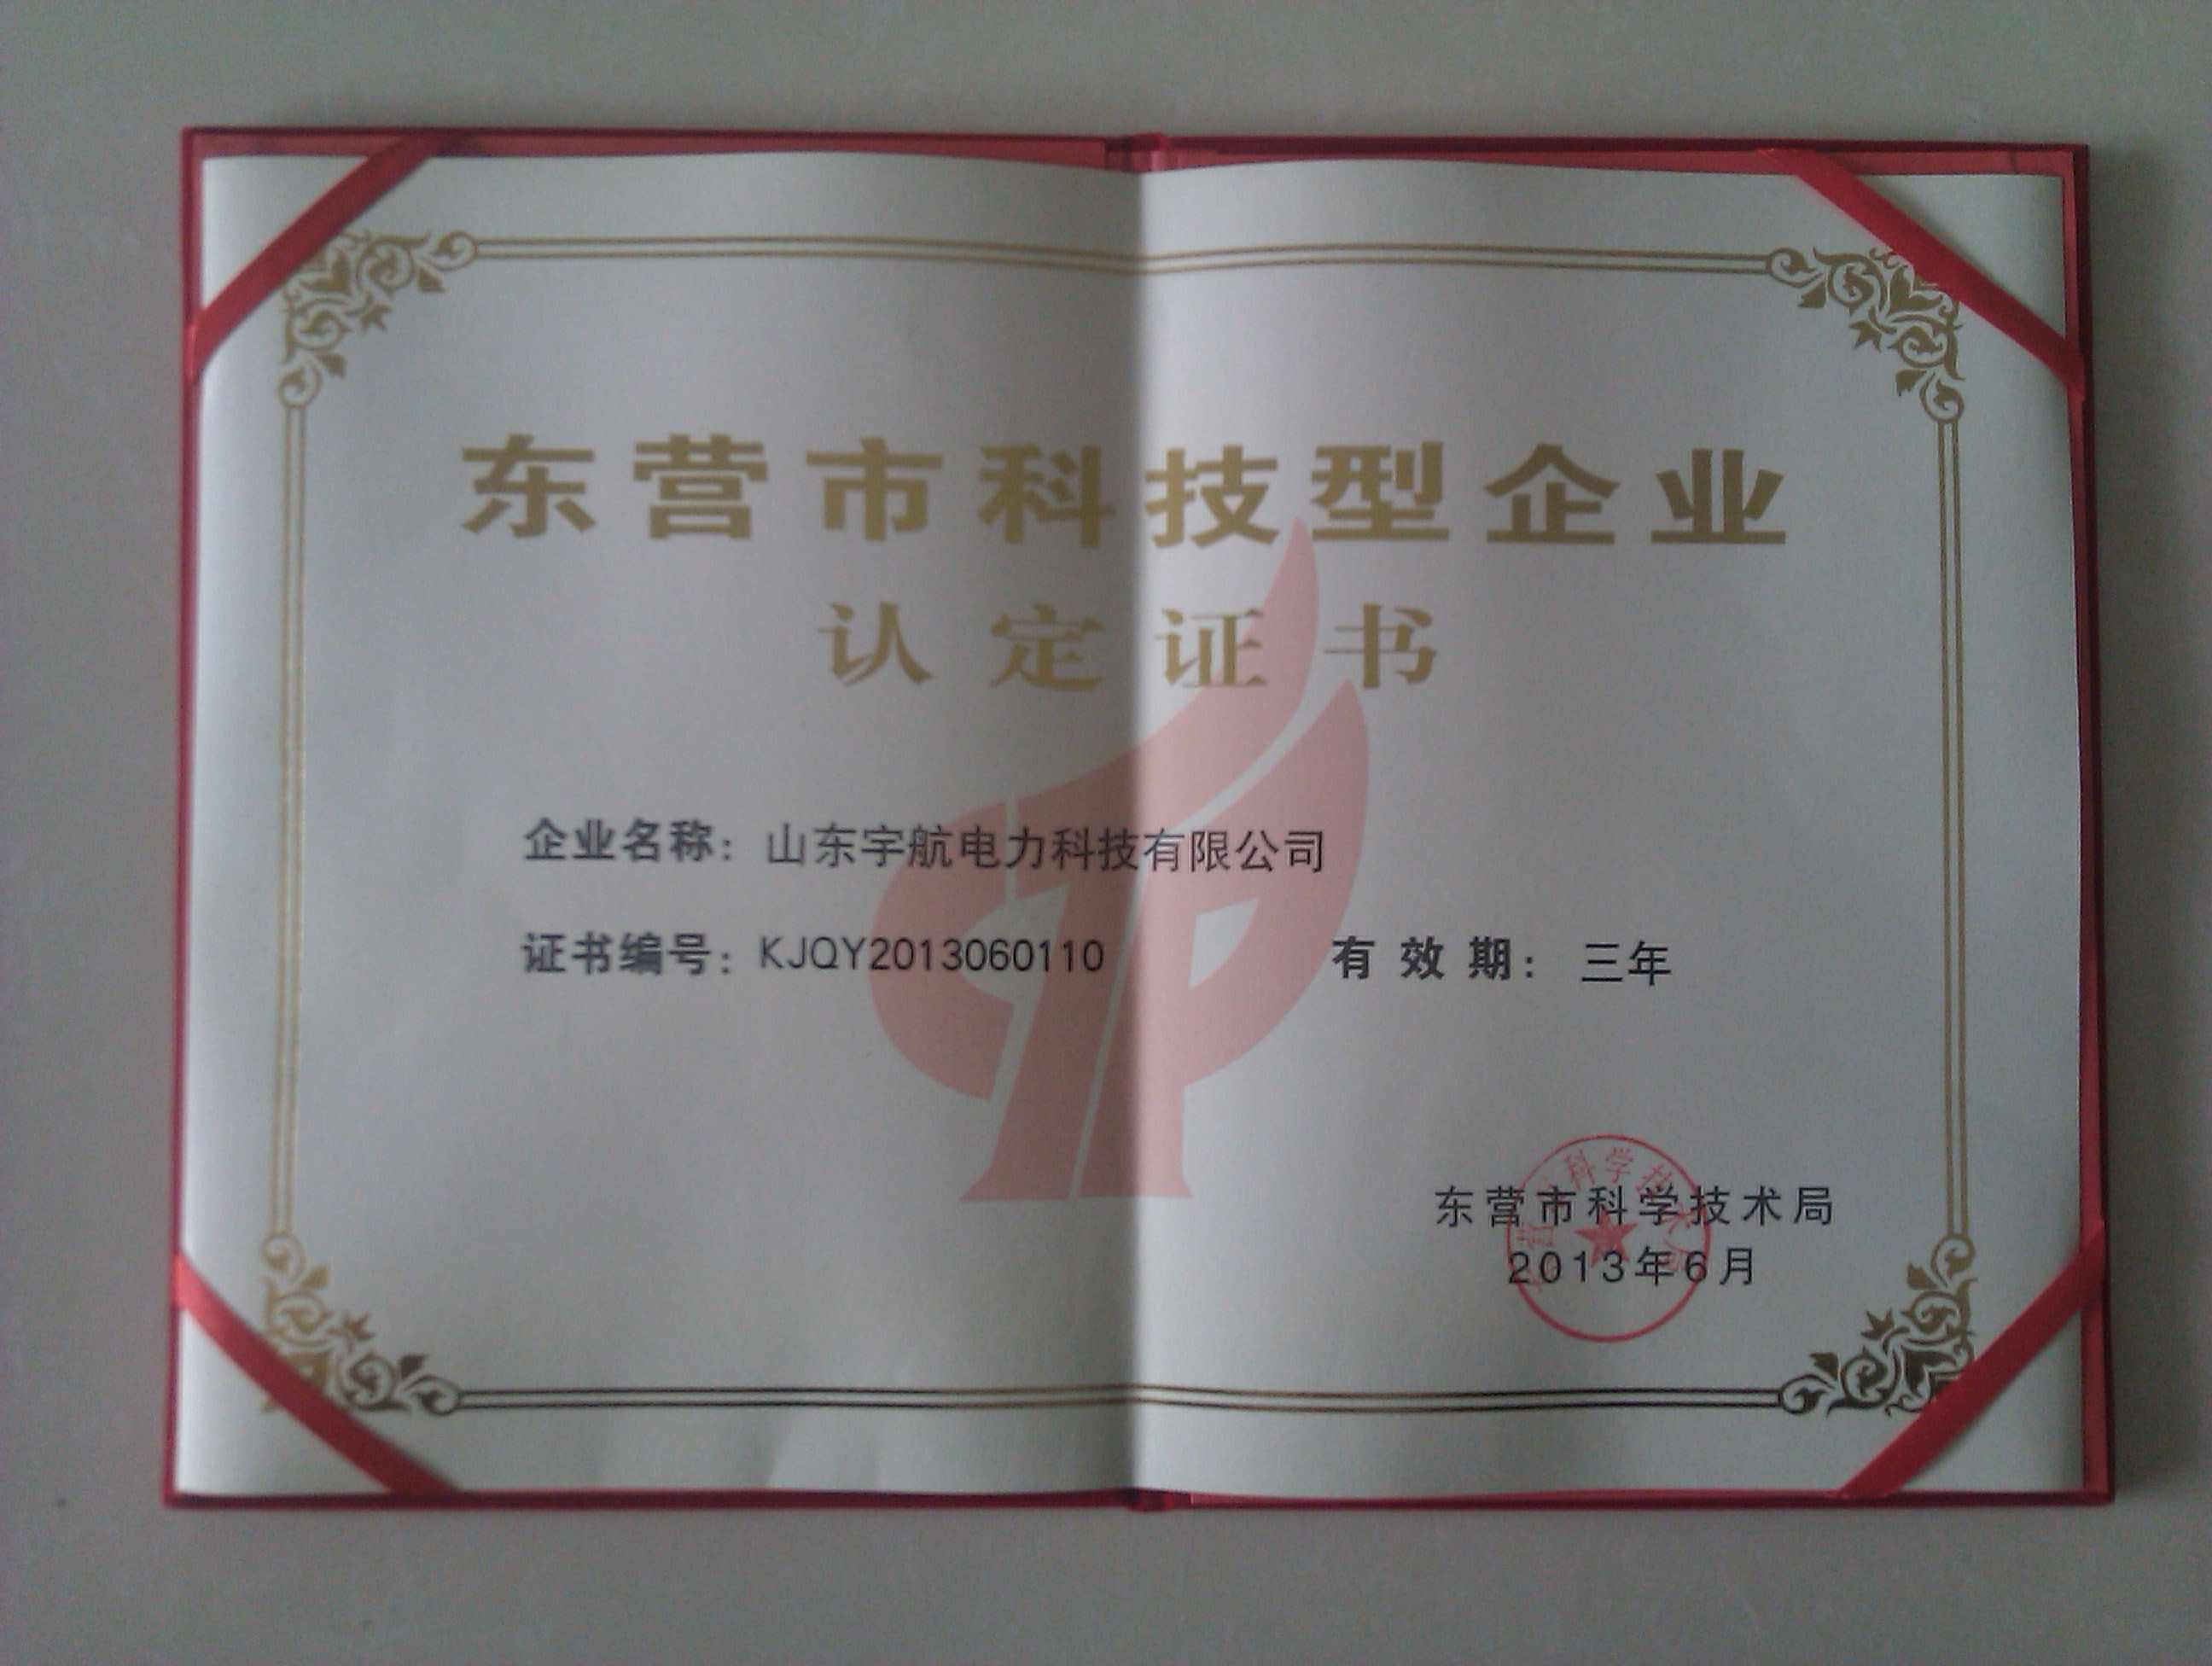 东营市科技型企业
认定证书
企业名称：山东宇航电力科技有限公司
证书编号：KJQY2013060110 有效期：三年
东营市科学技术局
2013年6月